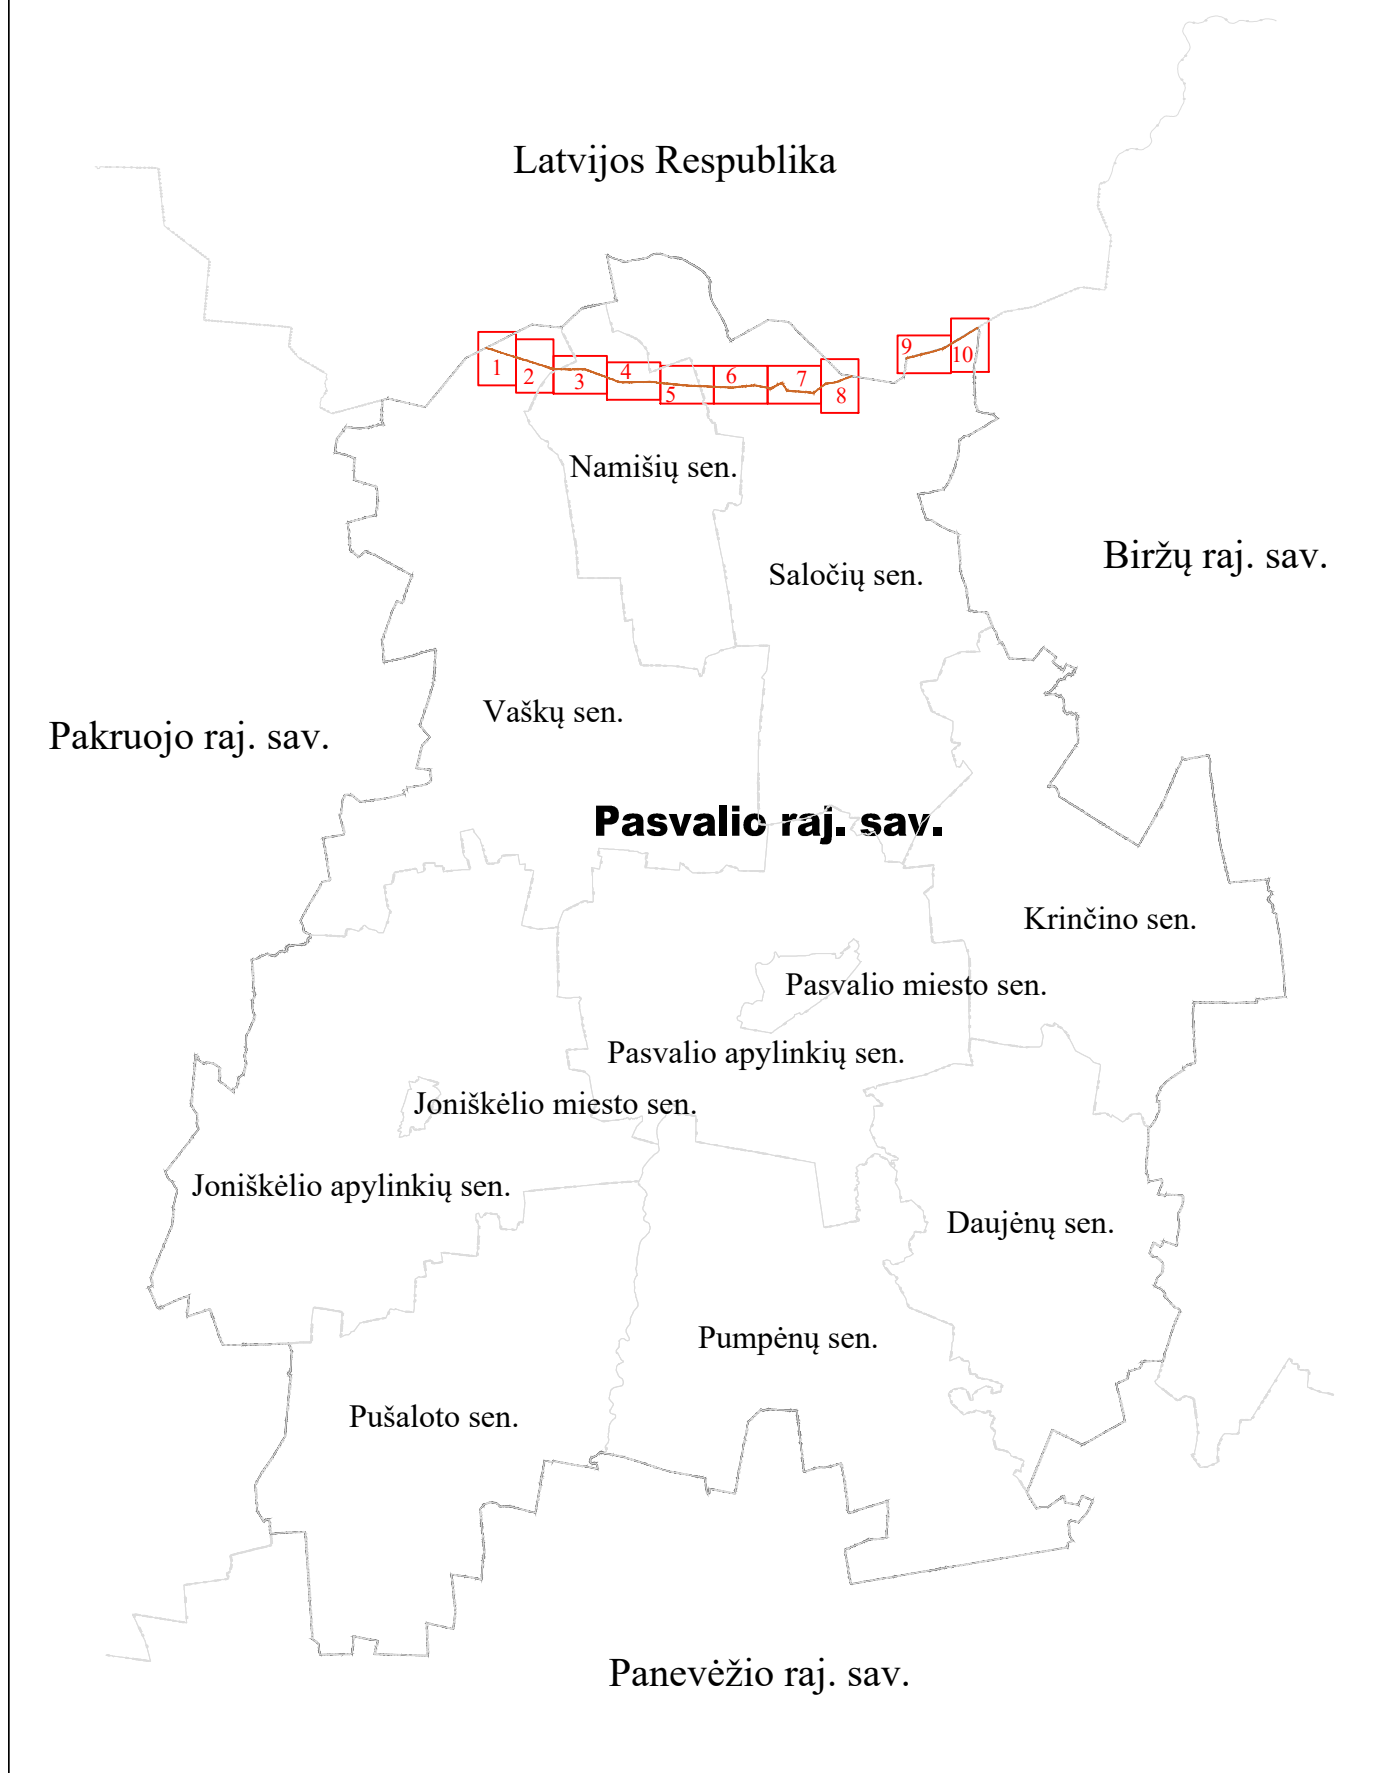 Latvijos Respublika
1
2
3
4
5
6
7
8
9
10
Namišių sen.
Biržų raj. sav.
Saločių sen.
Vaškų sen.
Pakruojo raj. sav.
Pasvalio raj. sav.
Krinčino sen.
Pasvalio miesto sen.
Pasvalio apylinkių sen.
Joniškėlio miesto sen.
Joniškėlio apylinkių sen.
Daujėnų sen.
Pumpėnų sen.
Pušaloto sen.
Panevėžio raj. sav.